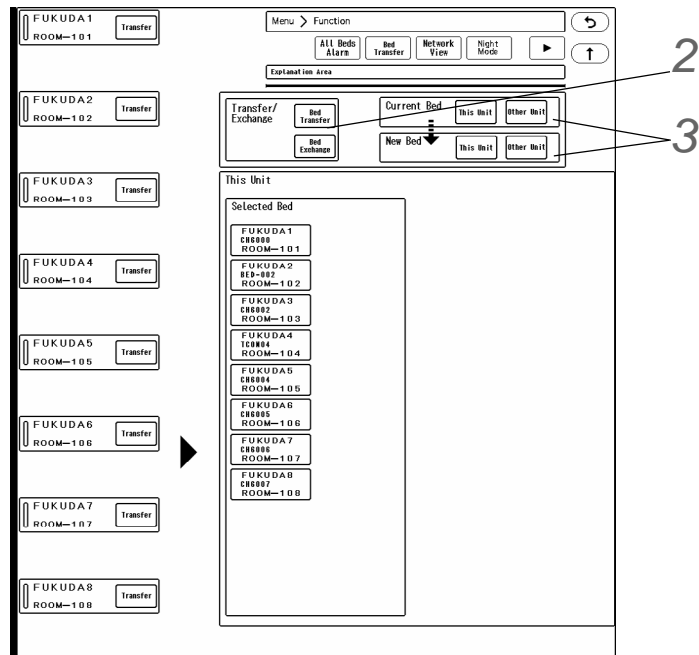 FUKUDA1
ROOM—101
Transfer
FUKUDA2
ROOM—102
Transfer
FUKUDA3
ROOM—103
Transfer
FUKUDA4
ROOM—104
Transfer
FUKUDA5
ROOM—105
Transfer
FUKUDA6
ROOM—106
Transfer
FUKUDA7
ROOM—107
Transfer
FUKUDA8
ROOM—108
Transfer
Menu > Function
All Beds
Alarm
Bed
Transfer
Network
View
Night
Mode
Explanation Area
Transfer/
Exchange
Bed
Transfer
Bed
Exchange
Current Bed
This Unit
Other Unit
New Bed
This Unit
Other Unit
2
3
This Unit
Selected Bed
FUKUDA1
CH6000
ROOM—101
FUKUDA2
BED-002
ROOM—102
FUKUDA3
CH6002
ROOM—103
FUKUDA4
TCON04
ROOM—104
FUKUDA5
CH6004
ROOM—105
FUKUDA6
CH6005
ROOM—106
FUKUDA7
CH6006
ROOM—107
FUKUDA8
CH6007
ROOM—108